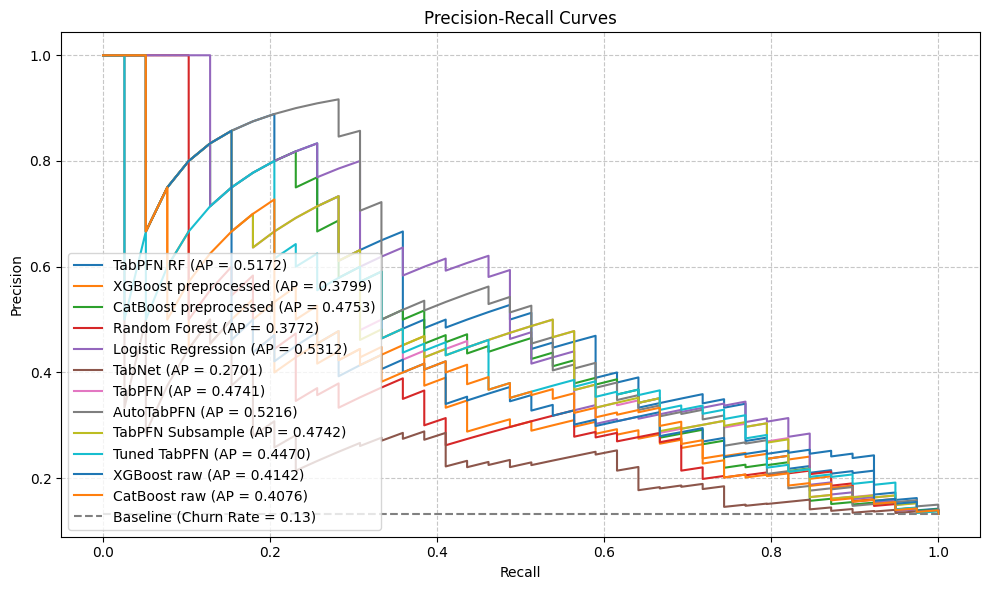 Precision-Recall Curves
Precision
1.0
0.8
0.6
0.4
0.2
TabPFN RF (AP = 0.5172)
XGBoost preprocessed (AP = 0.3799)
CatBoost preprocessed (AP = 0.4753)
Random Forest (AP = 0.3772)
Logistic Regression (AP = 0.5312)
TabNet (AP = 0.2701)
TabPFN (AP = 0.4741)
AutoTabPFN (AP = 0.5216)
TabPFN Subsample (AP = 0.4742)
Tuned TabPFN (AP = 0.4470)
XGBoost raw (AP = 0.4142)
CatBoost raw (AP = 0.4076)
Baseline (Churn Rate = 0.13)
0.0 0.2 0.4 0.6 0.8 1.0
Recall